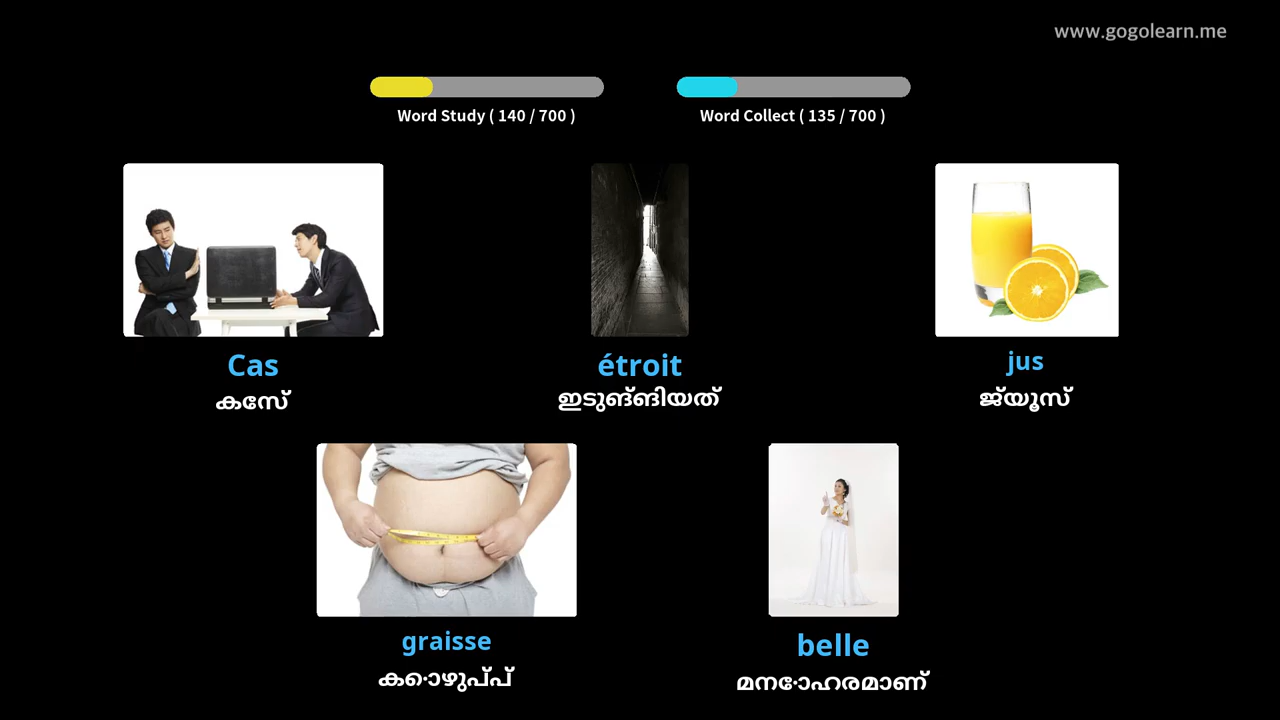 www.gogolearn.me
Word Study ( 140 / 700 )
Word Collect ( 135 / 700 )
Cas
കസേ്
étroit
ഇടുങ്ങിയത്
jus
ജ്യൂസ്
graisse
കൊഴുപ്പ്
belle
മനോഹരമാണ്